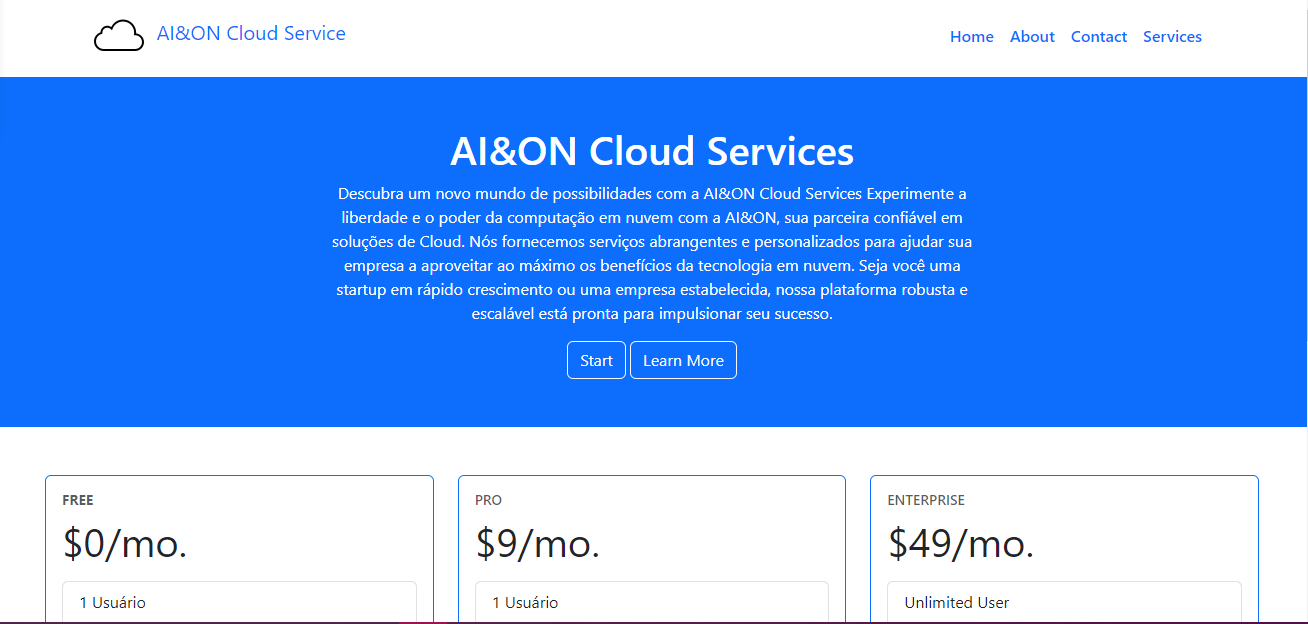 AI&ON Cloud Service
Home About Contact Services
AI&ON Cloud Services
Descubra um novo mundo de possibilidades com a AI&ON Cloud Services Experimente a
liberdade e o poder da computação em nuvem com a AI&ON, sua parceira confiável em
soluções de Cloud. Nós fornecemos serviços abrangentes e personalizados para ajudar sua
empresa a aproveitar ao máximo os benefícios da tecnologia em nuvem. Seja você uma
startup em rápido crescimento ou uma empresa estabelecida, nossa plataforma robusta e
escalável está pronta para impulsionar seu sucesso.
Start Learn More
FREE
$0/mo.
1 Usuário
PRO
$9/mo.
1 Usuário
ENTERPRISE
$49/mo.
Unlimited User